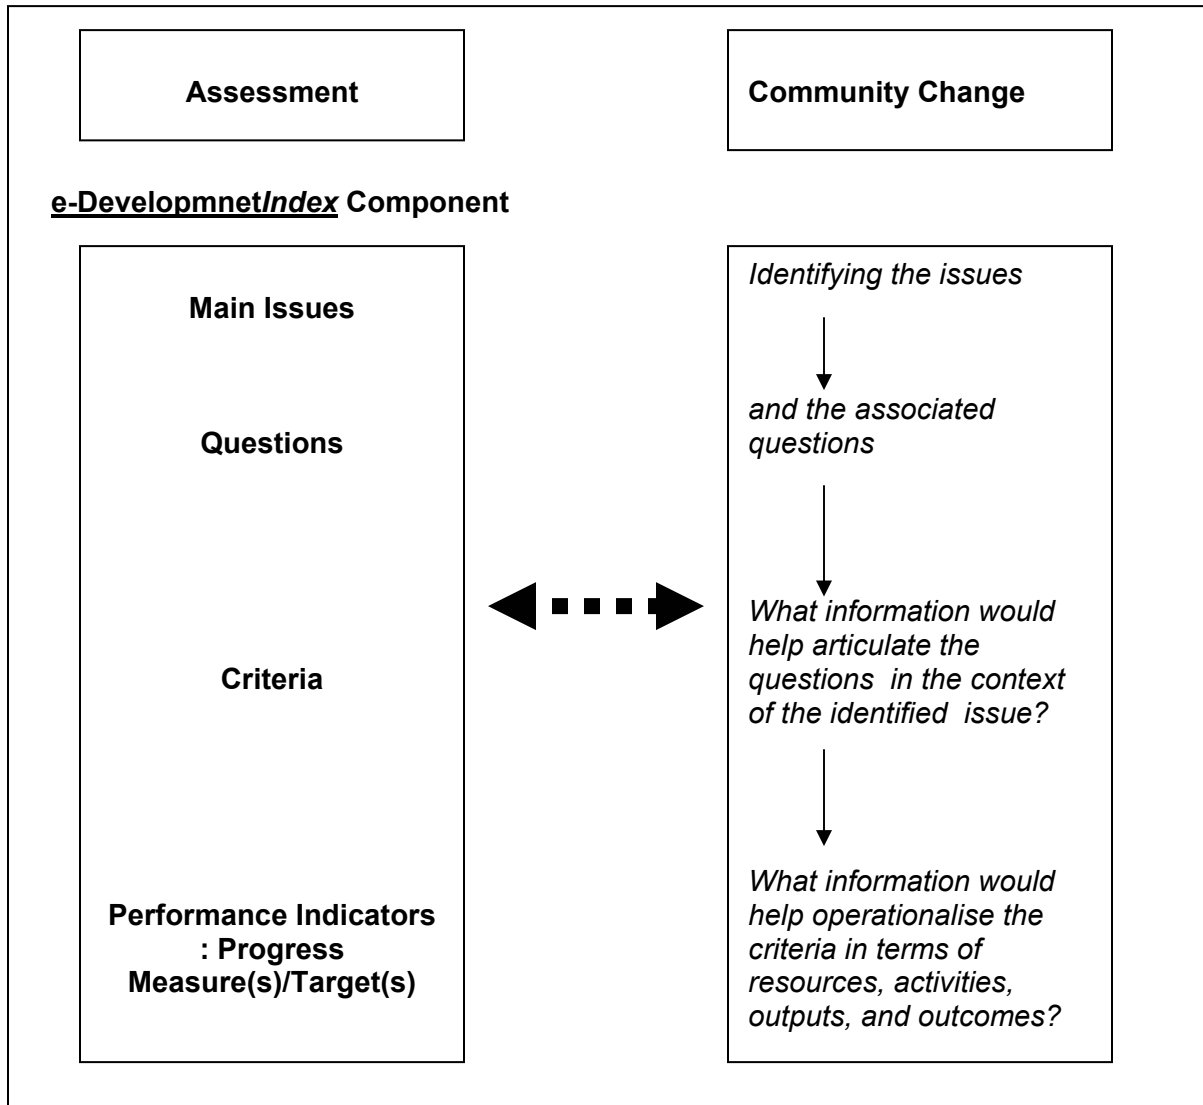 Assessment
Community Change
e-DevelopmnetIndex Component
Main Issues
Questions
Criteria
Performance Indicators
: Progress
Measure(s)/Target(s)
Identifying the issues
and the associated
questions
What information would
help articulate the
questions in the context
of the identified issue?
What information would
help operationalise the
criteria in terms of
resources, activities,
outputs, and outcomes?